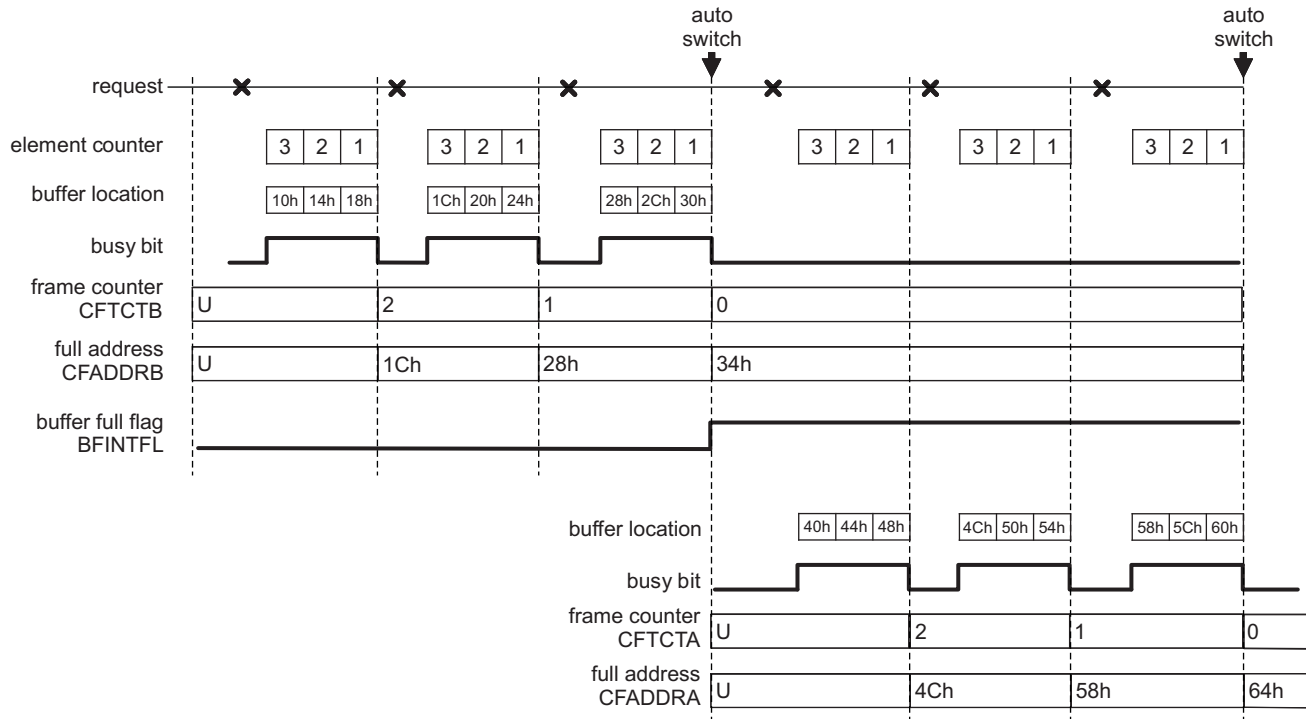 auto
switch
auto
switch
request
element counter
3 2 1 3 2 1 3 2 1 3 2 1 3 2 1 3 2 1
buffer location
10h 14h 18h 1Ch 20h 24h 28h 2Ch 30h
busy bit
frame counter
CFTCTB
U 2 1 0
full address
CFADDRB
U 1Ch 28h 34h
buffer full flag
BFINTFL
buffer location
40h 44h 48h 4Ch 50h 54h 58h 5Ch 60h
busy bit
frame counter
CFTCTA
U 2 1 0
full address
CFADDRA
U 4Ch 58h 64h